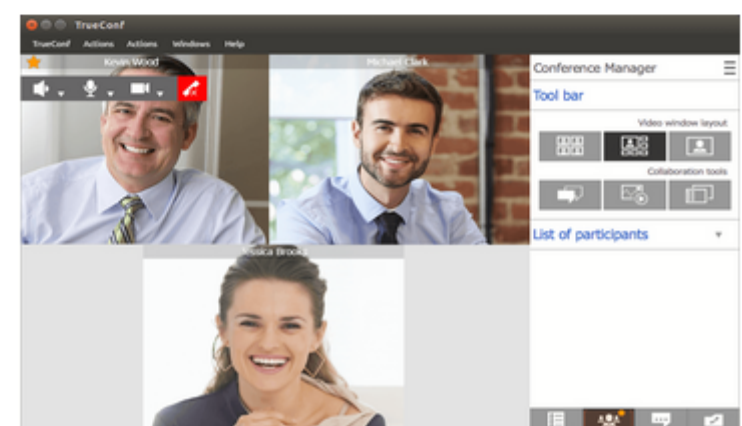 TrueConf
TrueConf Actions Actions Windows Help
Kevin Wood
Michael Clark
Conference Manager
Tool bar
Video window layout
Collaboration tools
List of participants
Jessica Brooks